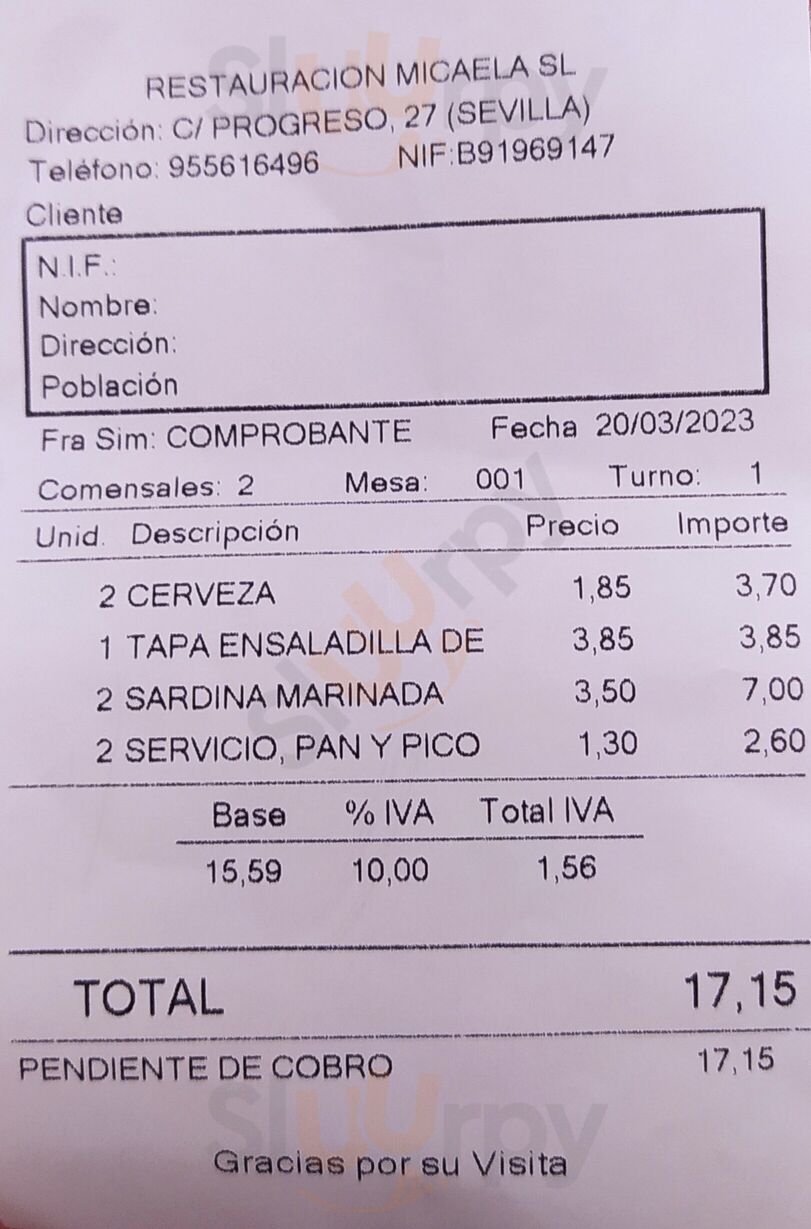 RESTAURACION MICAELA SL
Dirección: C/ PROGRESO, 27 (SEVILLA)
Teléfono: 955616496 NIF:B91969147
Cliente
N.I.F.:
Nombre:
Dirección:
Población
Fra Sim: COMPROBANTE Fecha 20/03/2023
Comensales: 2 Mesa: 001 Turno: 1
Unid. Descripción Precio Importe
2 CERVEZA 1,85 3,70
1 TAPA ENSALADILLA DE 3,85 3,85
2 SARDINA MARINADA 3,50 7,00
2 SERVICIO, PAN Y PICO 1,30 2,60
Base % IVA Total IVA
15,59 10,00 1,56
TOTAL 17,15
PENDIENTE DE COBRO 17,15
Gracias por su Visita
Sluurpy
Sluurpy
Sluurpy